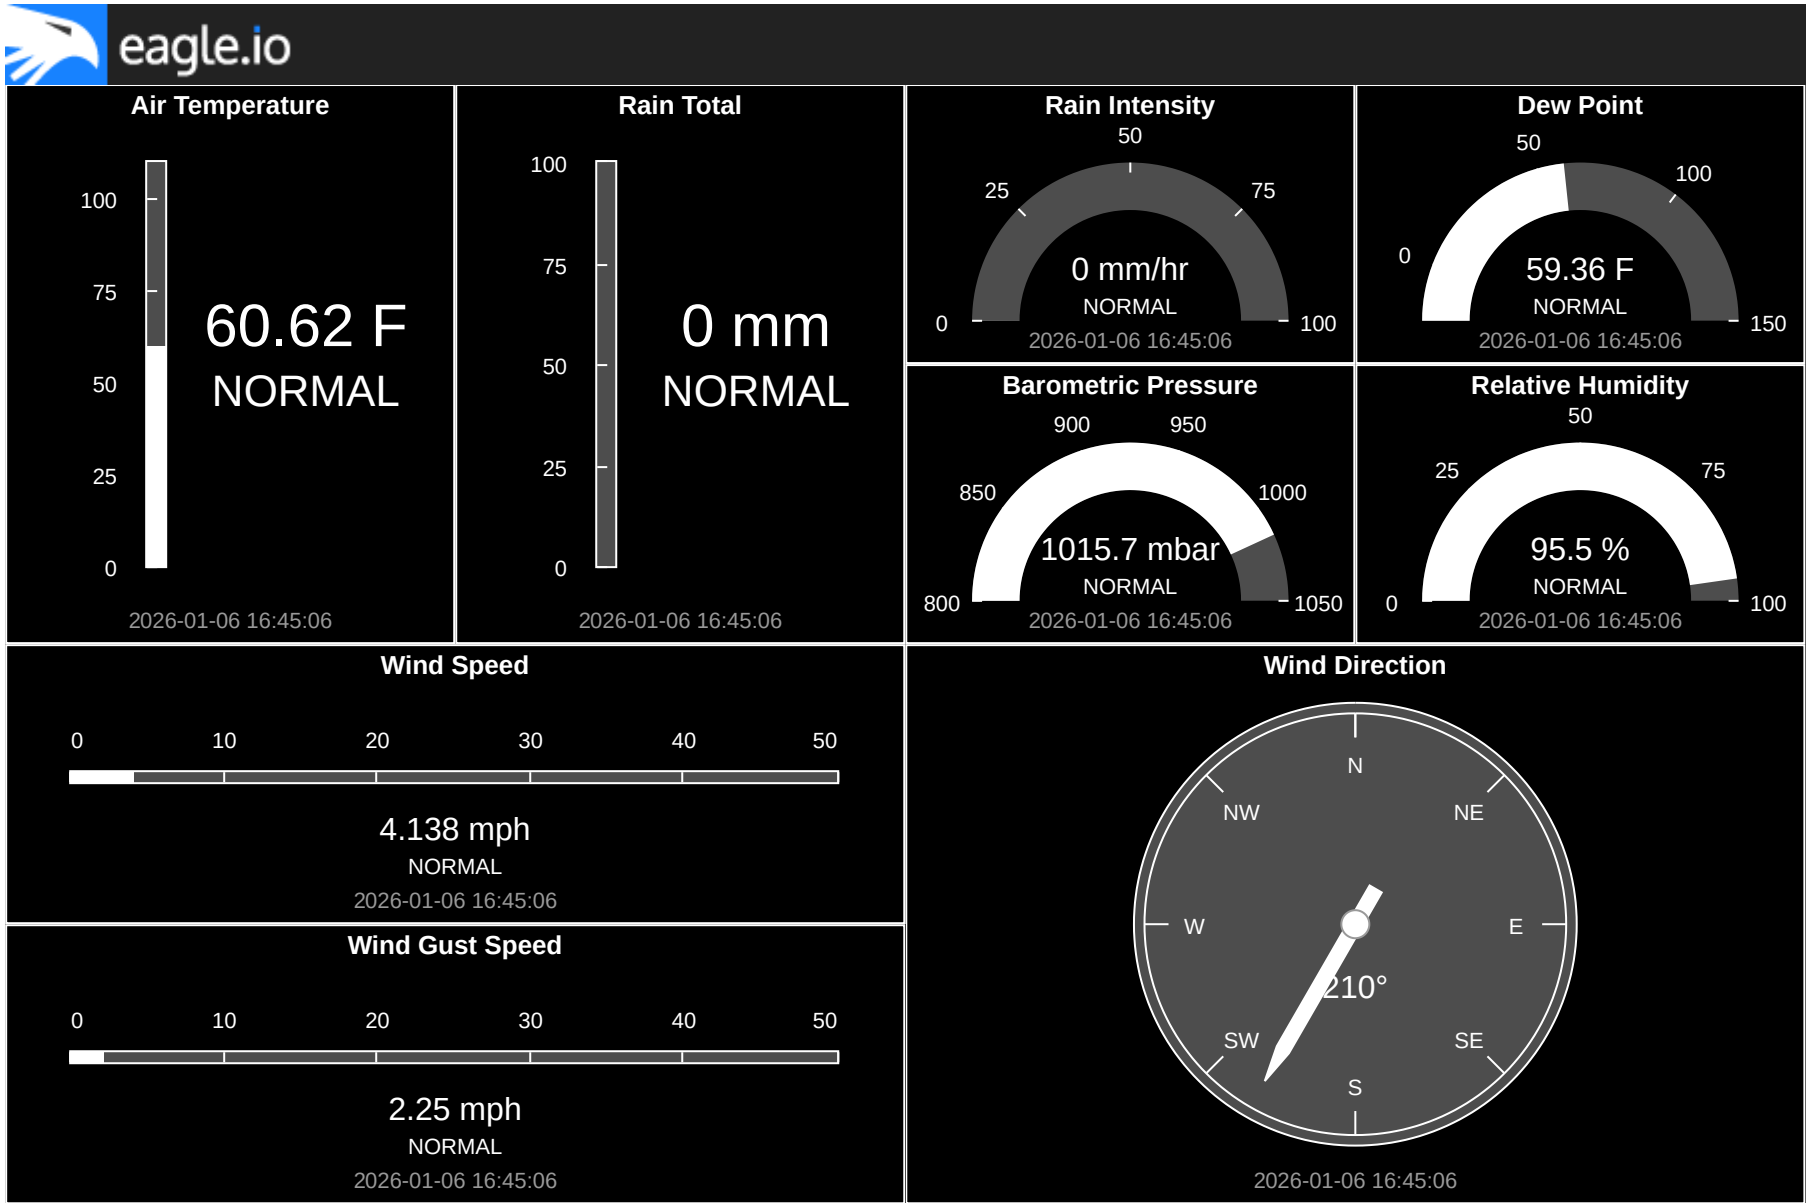 eagle.io
Air Temperature
100
75
50
25
0
60.62 F
NORMAL
2026-01-06 16:45:06
Rain Total
100
75
50
25
0
0 mm
NORMAL
2026-01-06 16:45:06
Rain Intensity
50
25
75
0
100
0 mm/hr
NORMAL
2026-01-06 16:45:06
Dew Point
50
100
0
150
59.36 F
NORMAL
2026-01-06 16:45:06
Barometric Pressure
900
950
850
1000
800
1050
1015.7 mbar
NORMAL
2026-01-06 16:45:06
Relative Humidity
50
25
75
0
100
95.5 %
NORMAL
2026-01-06 16:45:06
Wind Speed
0 10 20 30 40 50
4.138 mph
NORMAL
2026-01-06 16:45:06
Wind Gust Speed
0 10 20 30 40 50
2.25 mph
NORMAL
2026-01-06 16:45:06
Wind Direction
N
NW
NE
W
E
210°
SW
SE
S
2026-01-06 16:45:06